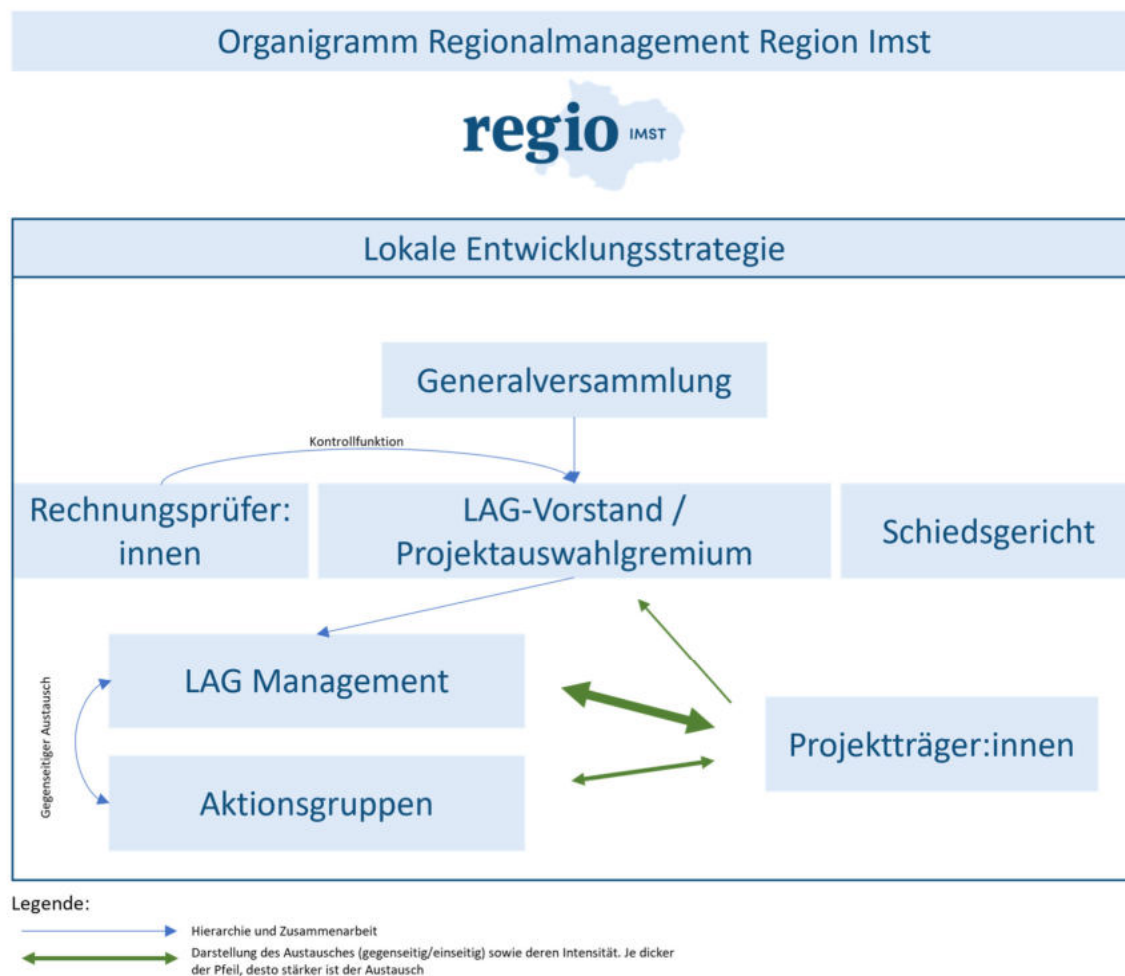 Organigramm Regionalmanagement Region Imst
regio IMST
Lokale Entwicklungsstrategie
Generalversammlung
Kontrollfunktion
Rechnungsprüfer:
innen
LAG-Vorstand /
Projektauswahlgremium
Schiedsgericht
LAG Management
Gegenseitiger Austausch
Projektträger:innen
Aktionsgruppen
Legende:
Hierarchie und Zusammenarbeit
Darstellung des Austausches (gegenseitig/einseitig) sowie deren Intensität. Je dicker
der Pfeil, desto stärker ist der Austausch